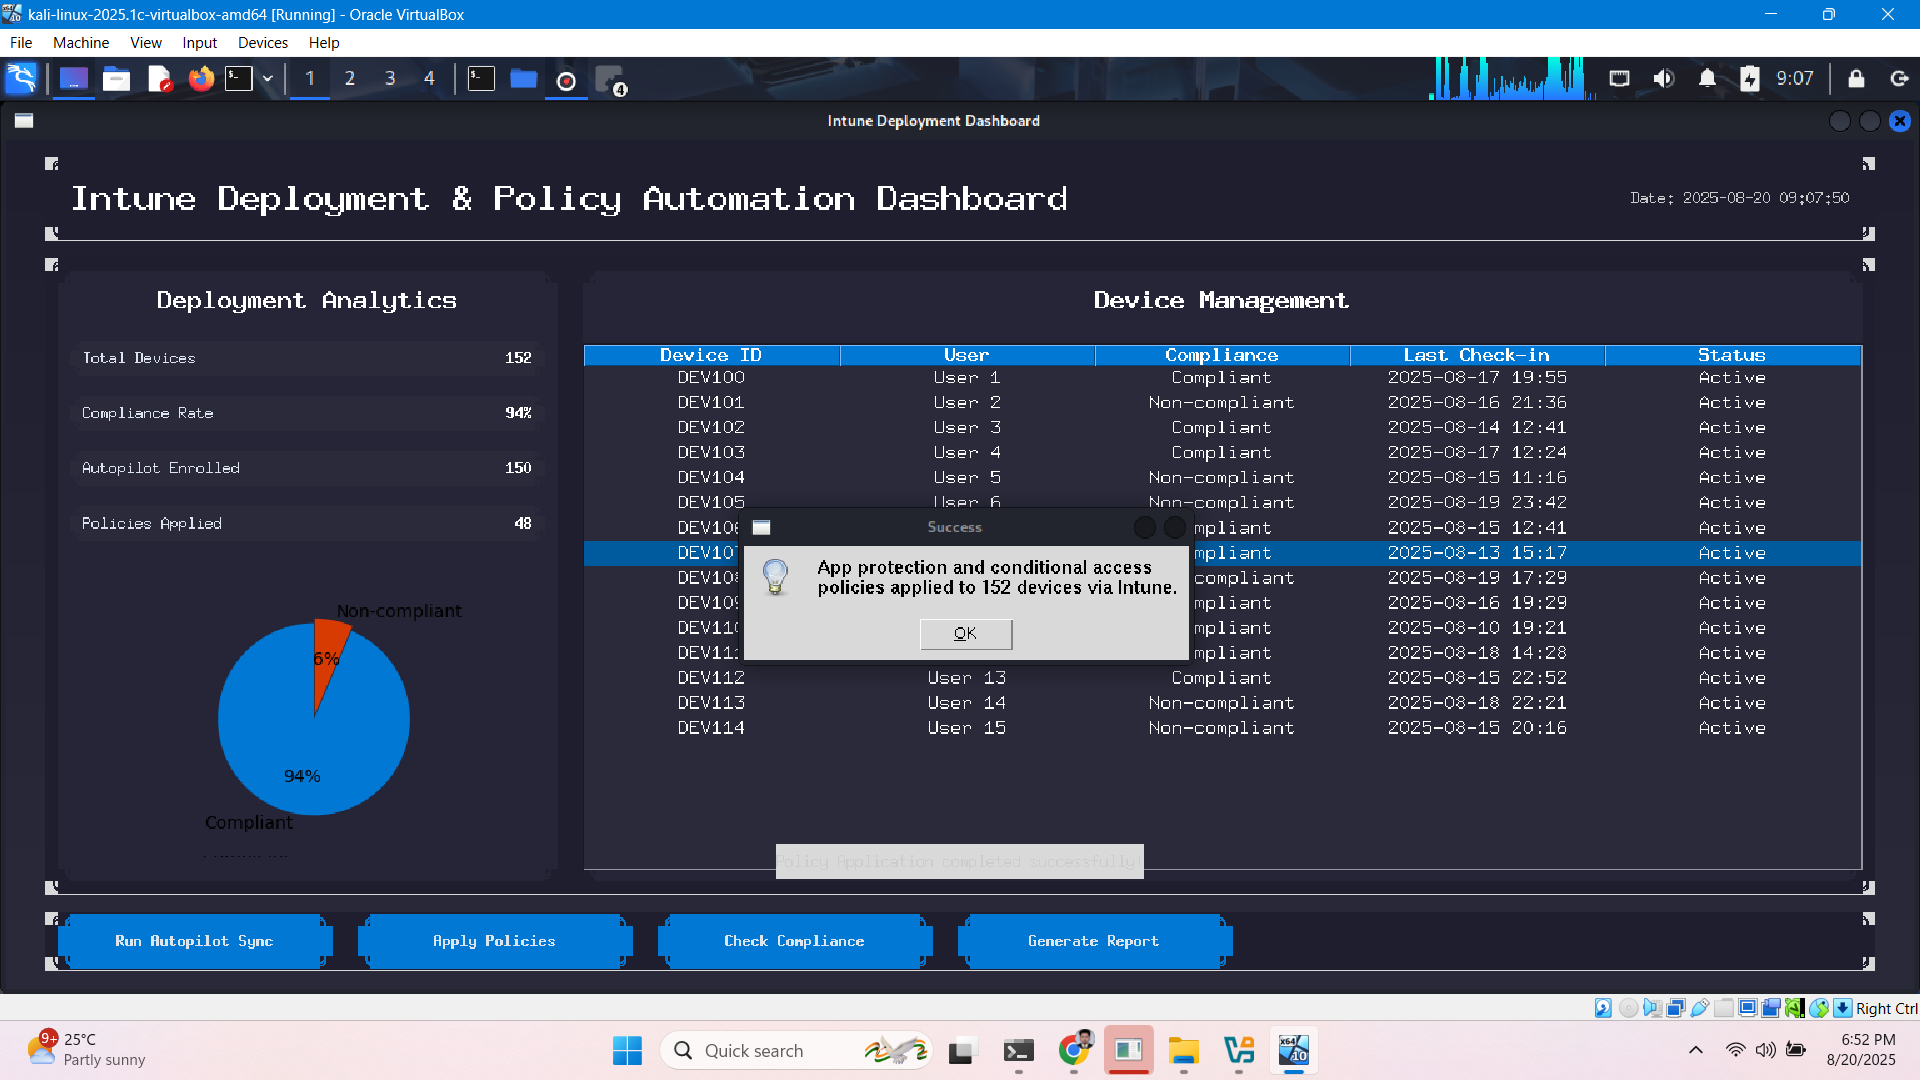 kali-linux-2025.1c-virtualbox-amd64 [Running] - Oracle VirtualBox
File Machine View Input Devices Help
1 2 3 4
4
9:07
Intune Deployment Dashboard
Intune Deployment & Policy Automation Dashboard
Date: 2025-08-20 09:07:50
Deployment Analytics
Total Devices 152
Compliance Rate 94%
Autopilot Enrolled 150
Policies Applied 48
Non-compliant
6%
94%
Compliant
Device Management
Device ID User Compliance Last Check-in Status
DEV100 User 1 Compliant 2025-08-17 19:55 Active
DEV101 User 2 Non-compliant 2025-08-16 21:36 Active
DEV102 User 3 Compliant 2025-08-14 12:41 Active
DEV103 User 4 Compliant 2025-08-17 12:24 Active
DEV104 User 5 Non-compliant 2025-08-15 11:16 Active
DEV105 User 6 Non-compliant 2025-08-19 23:42 Active
DEV106 mpliant 2025-08-15 12:41 Active
DEV107 mpliant 2025-08-13 15:17 Active
DEV108 compliant 2025-08-19 17:29 Active
DEV109 mpliant 2025-08-16 19:29 Active
DEV110 mpliant 2025-08-10 19:21 Active
DEV111 mpliant 2025-08-18 14:28 Active
DEV112 User 13 Compliant 2025-08-15 22:52 Active
DEV113 User 14 Non-compliant 2025-08-18 22:21 Active
DEV114 User 15 Non-compliant 2025-08-15 20:16 Active
Success
App protection and conditional access
policies applied to 152 devices via Intune.
OK
Policy Application completed successfully!
Run Autopilot Sync
Apply Policies
Check Compliance
Generate Report
Right Ctrl
9+
25°C
Partly sunny
Quick search
X64
10
6:52 PM
8/20/2025